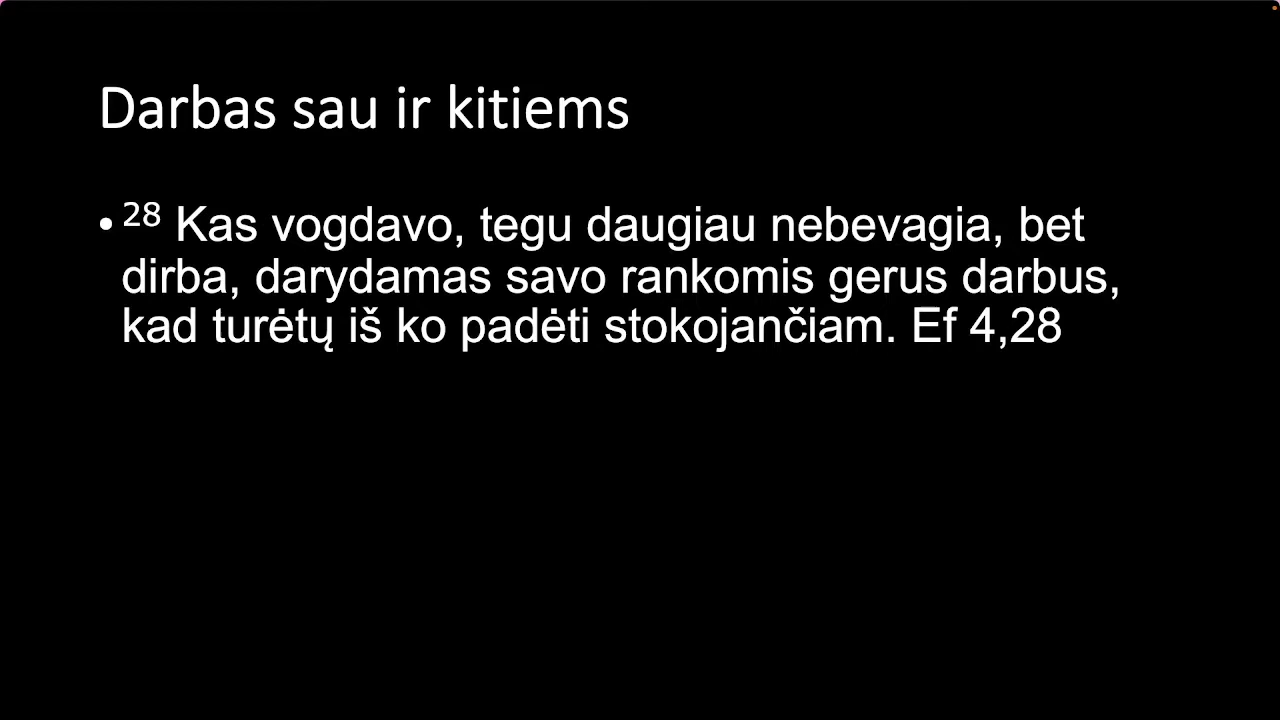 Darbas sau ir kitiems
• 28 Kas vogdavo, tegu daugiau nebevagia, bet
dirba, darydamas savo rankomis gerus darbus,
kad turėtų iš ko padėti stokojančiam. Ef 4,28